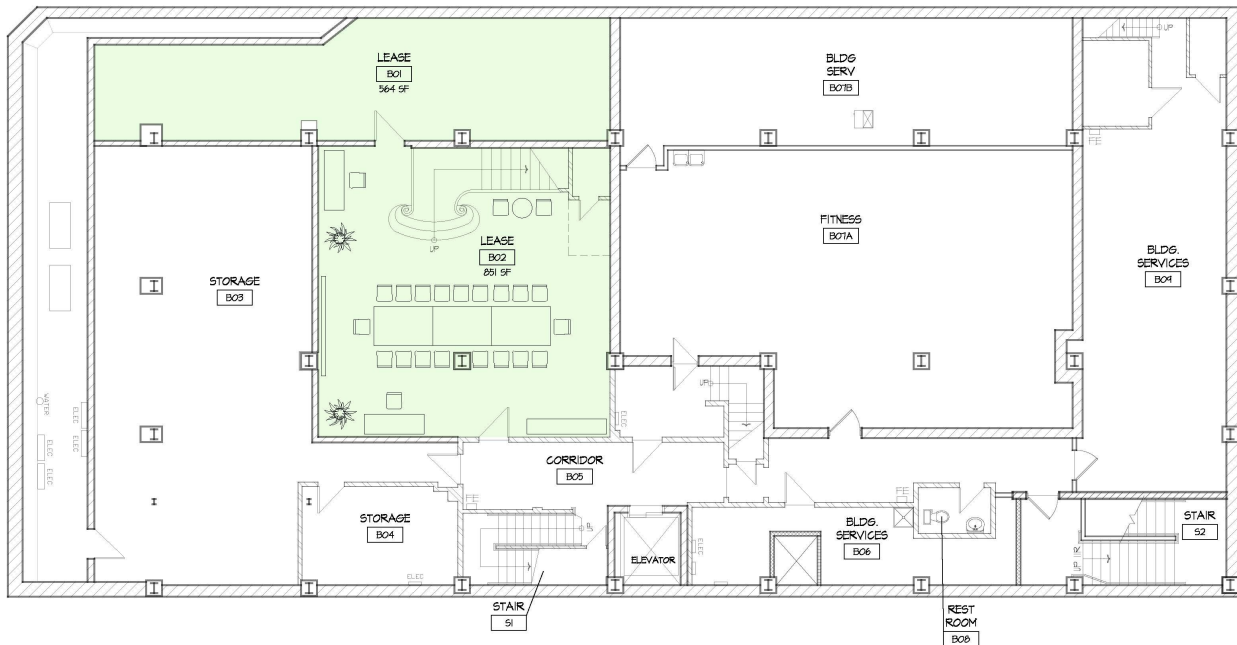 LEASE
B01
564 SF
BLDG
SERV
B07B
UP
FE
FITNESS
B07A
LEASE
B02
851 SF
UP
STORAGE
B03
BLDG.
SERVICES
B09
WATER
ELEC
ELEC
ELEC
ELEC
UP
ELEC
CORRIDOR
B05
FE
FE
STORAGE
B04
ELEC
UP
ELEVATOR
ELEC
BLDG.
SERVICES
B06
STAIR
S2
UP
STAIR
S1
REST
ROOM
B08